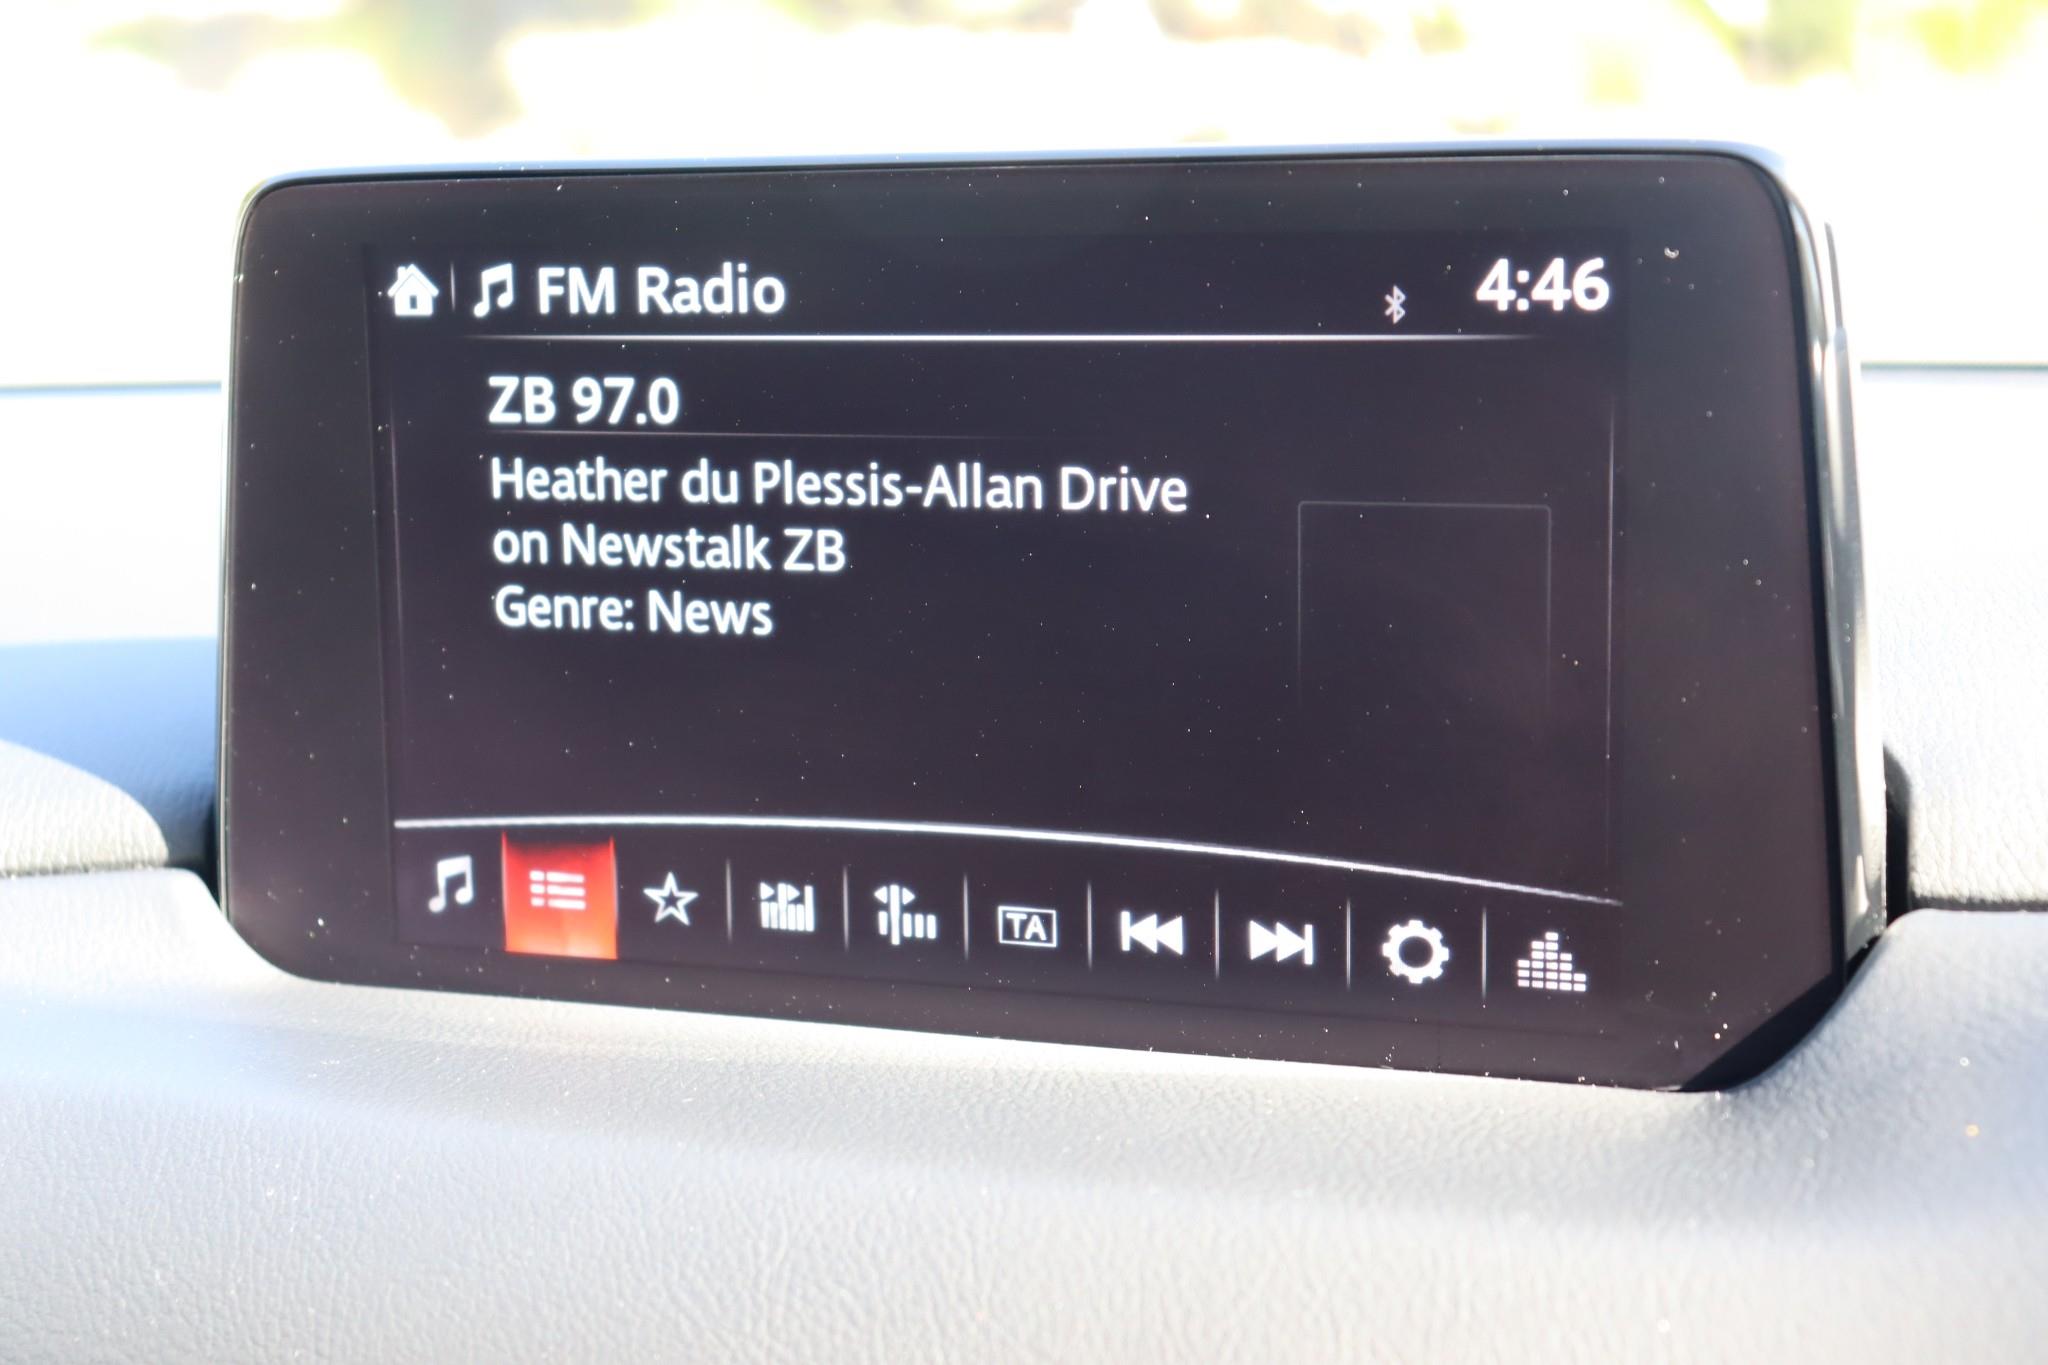 FM Radio
4:46
ZB 97.0
Heather du Plessis-Allan Drive
on Newstalk ZB
Genre: News
TA